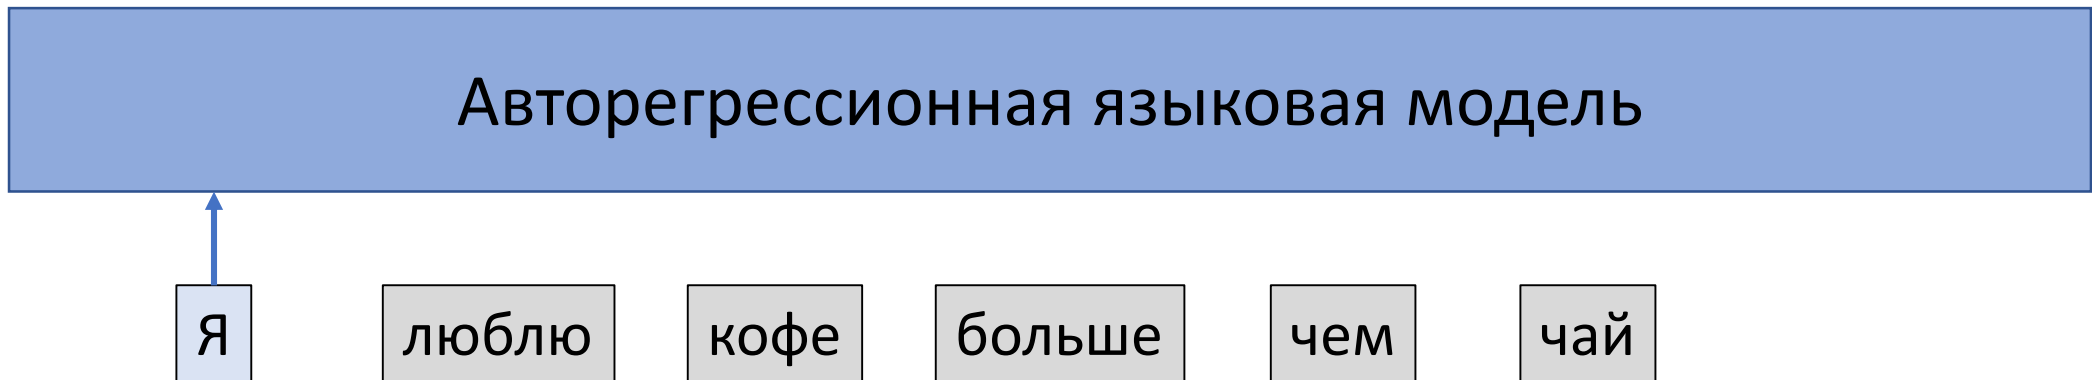 Авторегрессионная языковая модель
Я люблю кофе больше чем чай